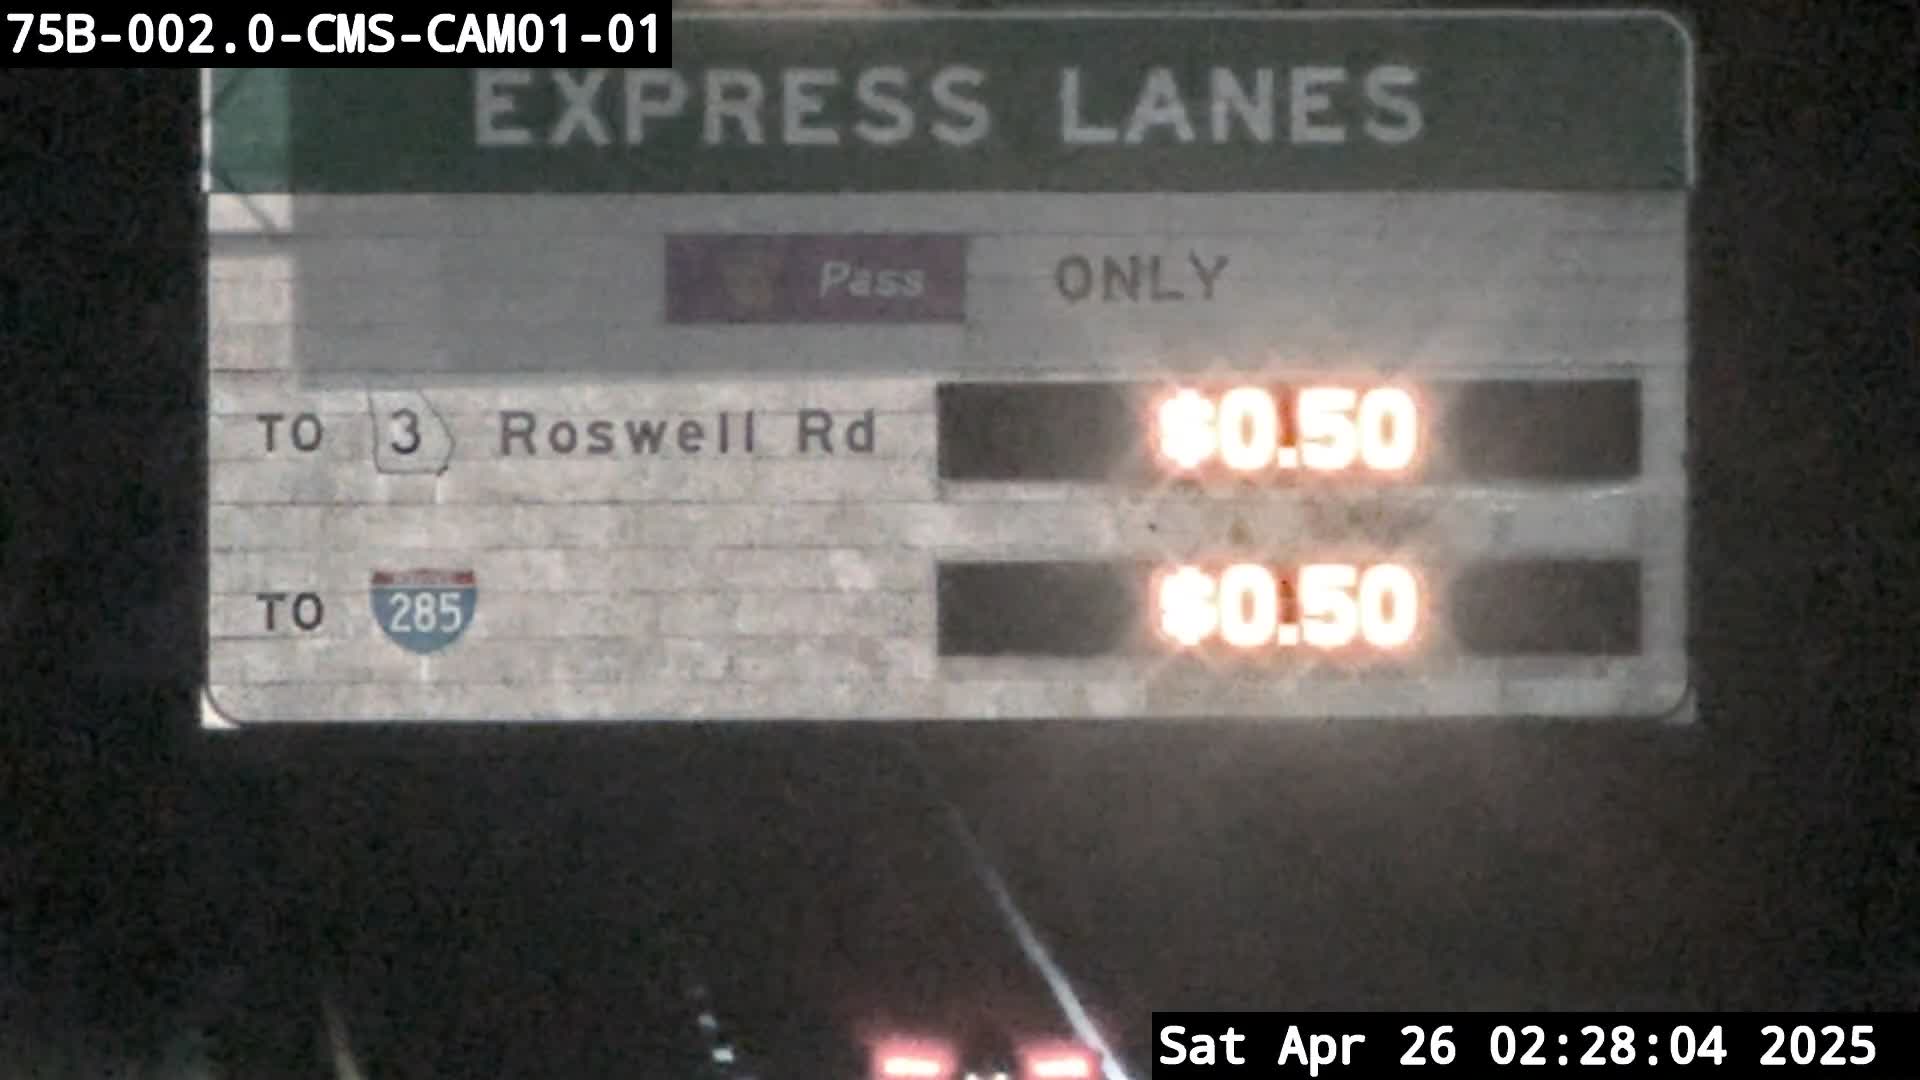 75B-002.0-CMS-CAM01-01
EXPRESS LANES
Pass ONLY
TO 3 Roswell Rd $0.50
TO 285 $0.50
Sat Apr 26 02:28:04 2025